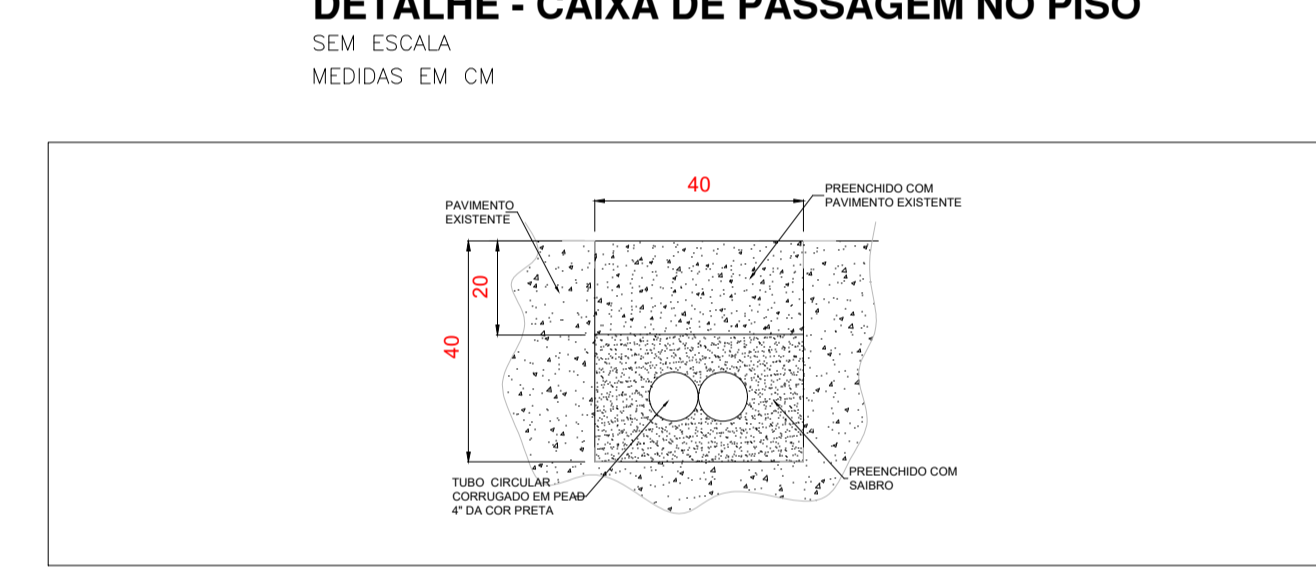 DETALHE - CAIXA DE PASSAGEM NO PISO
SEM ESCALA
MEDIDAS EM CM
40
PREENCHIDO COM
PAVIMENTO EXISTENTE
PAVIMENTO
EXISTENTE
20
40
TUBO CIRCULAR
CORRUGADO EM PEAD
4" DA COR PRETA
PREENCHIDO COM
SAIBRO